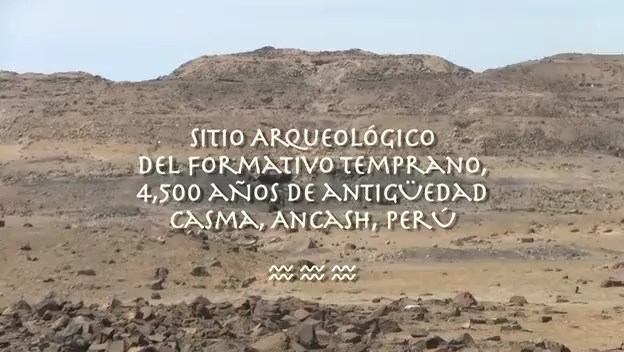 SITIO ARQUEOLÓGICO
DEL FORMATIVO TEMPRANO,
4,500 AÑOS DE ANTIGÜEDAD
CASMA, ANCASH, PERÚ